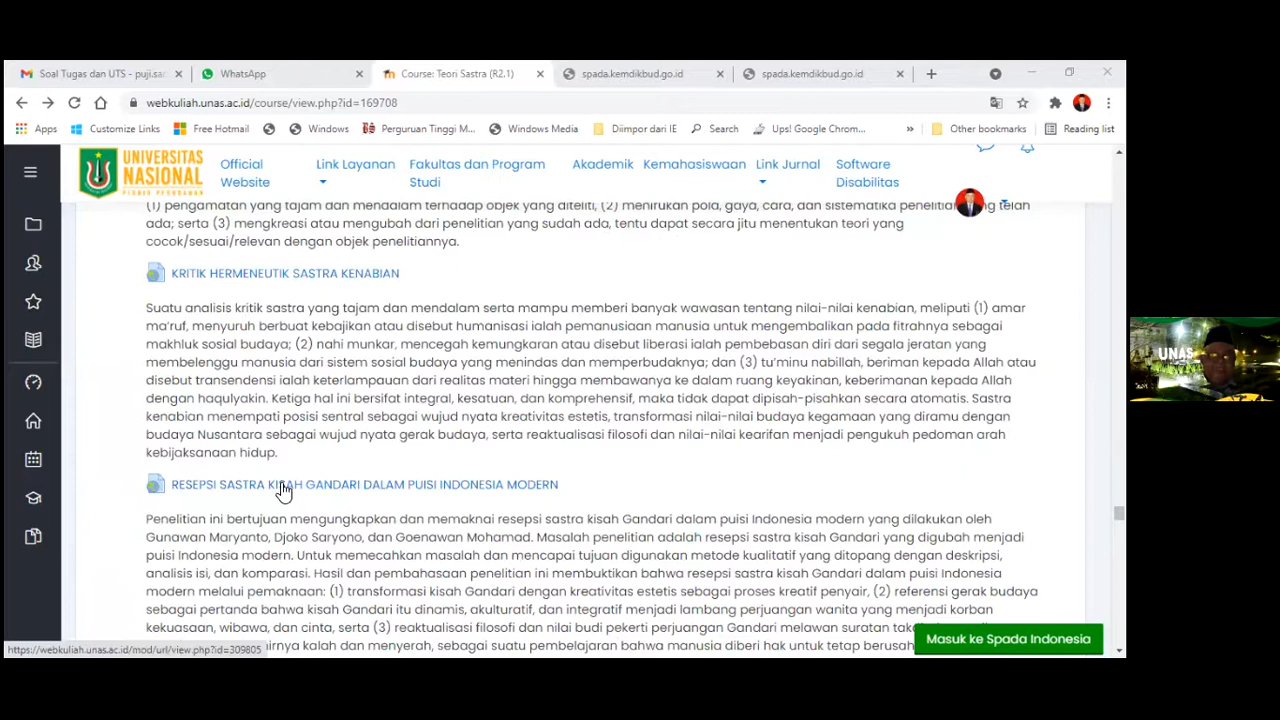 Soal Tugas dan UTS - puji.sa
WhatsApp
Course: Teori Sastra (R2.1)
spada.kemdikbud.go.id
spada.kemdikbud.go.id
webkuliah.unas.ac.id/course/view.php?id=169708
Apps
Customize Links
Free Hotmail
Windows
Perguruan Tinggi M...
Windows Media
Diimpor dari IE
Search
Ups! Google Chrom...
»
Other bookmarks
Reading list
UNIVERSITAS
NASIONAL
PIONIR PERUBAHAN
Official
Website
Link Layanan
Fakultas dan Program
Studi
Akademik
Kemahasiswaan
Link Jurnal
Software
Disabilitas
(1) pengamatan yang tajam dan mendalam terhadap objek yang diteliti, (2) menirukan pola, gaya, cara, dan sistematika penelitian yang telah
ada; serta (3) mengkreasi atau mengubah dari penelitian yang sudah ada, tentu dapat secara jitu menentukan teori yang
cocok/sesuai/relevan dengan objek penelitiannya.
KRITIK HERMENEUTIK SASTRA KENABIAN
Suatu analisis kritik sastra yang tajam dan mendalam serta mampu memberi banyak wawasan tentang nilai-nilai kenabian, meliputi (1) amar
ma'ruf, menyuruh berbuat kebajikan atau disebut humanisasi ialah pemanusiaan manusia untuk mengembalikan pada fitrahnya sebagai
makhluk sosial budaya; (2) nahi munkar, mencegah kemungkaran atau disebut liberasi ialah pembebasan diri dari segala jeratan yang
membelenggu manusia dari sistem sosial budaya yang menindas dan memperbudaknya; dan (3) tu'minu nabillah, beriman kepada Allah atau
disebut transendensi ialah keterlampauan dari realitas materi hingga membawanya ke dalam ruang keyakinan, keberimanan kepada Allah
dengan haqulyakin. Ketiga hal ini bersifat integral, kesatuan, dan komprehensif, maka tidak dapat dipisah-pisahkan secara atomatis. Sastra
kenabian menempati posisi sentral sebagai wujud nyata kreativitas estetis, transformasi nilai-nilai budaya kegamaan yang diramu dengan
budaya Nusantara sebagai wujud nyata gerak budaya, serta reaktualisasi filosofi dan nilai-nilai kearifan menjadi pengukuh pedoman arah
kebijaksanaan hidup.
RESEPSI SASTRA KISAH GANDARI DALAM PUISI INDONESIA MODERN
Penelitian ini bertujuan mengungkapkan dan memaknai resepsi sastra kisah Gandari dalam puisi Indonesia modern yang dilakukan oleh
Gunawan Maryanto, Djoko Saryono, dan Goenawan Mohamad. Masalah penelitian adalah resepsi sastra kisah Gandari yang digubah menjadi
puisi Indonesia modern. Untuk memecahkan masalah dan mencapai tujuan digunakan metode kualitatif yang ditopang dengan deskripsi,
analisis isi, dan komparasi. Hasil dan pembahasaan penelitian ini membuktikan bahwa resepsi sastra kisah Gandari dalam puisi Indonesia
modern melalui pemaknaan: (1) transformasi kisah Gandari dengan kreativitas estetis sebagai proses kreatif penyair, (2) referensi gerak budaya
sebagai pertanda bahwa kisah Gandari itu dinamis, akulturatif, dan integratif menjadi lambang perjuangan wanita yang menjadi korban
kekuasaan, wibawa, dan cinta, serta (3) reaktualisasi filosofi dan nilai budi pekerti perjuangan Gandari melawan suratan
kalah dan menyerah, sebagai suatu pembelajaran bahwa manusia diberi hak untuk tetap
Masuk ke Spada Indonesia
https://webkuliah.unas.ac.id/mod/url/view.php?id=309805
UNAS